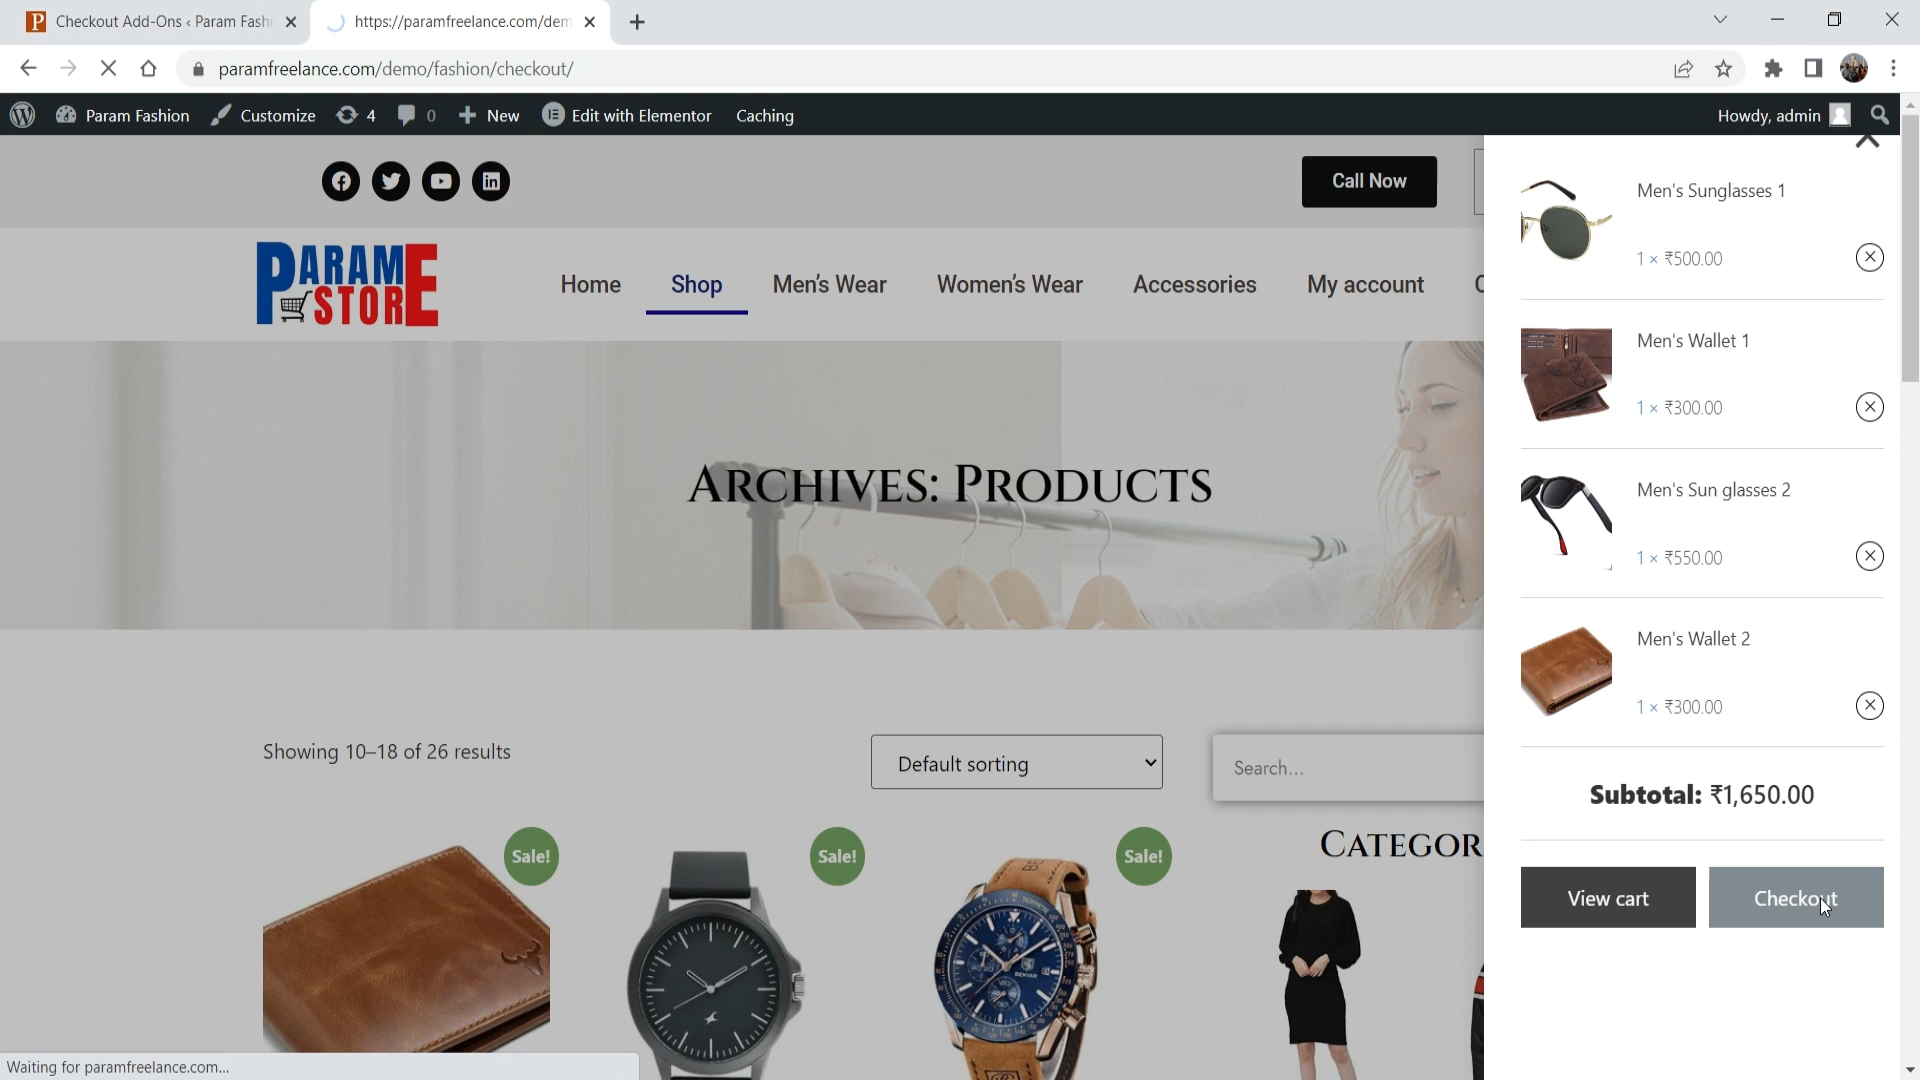 Checkout Add-Ons ‹ Param Fashi
https://paramfreelance.com/dem
paramfreelance.com/demo/fashion/checkout/
Param Fashion
Customize
4
0
New
Edit with Elementor
Caching
Howdy, admin
Call Now
PARAM STORE
Home
Shop
Men's Wear
Women's Wear
Accessories
My account
C
ARCHIVES: PRODUCTS
Showing 10–18 of 26 results
Default sorting
Search...
Sale!
Sale!
Sale!
CATEGOR
Men's Sunglasses 1
1 × ₹500.00
Men's Wallet 1
1 × ₹300.00
Men's Sun glasses 2
1 × ₹550.00
Men's Wallet 2
1 × ₹300.00
Subtotal: ₹1,650.00
View cart
Checkout
Waiting for paramfreelance.com...